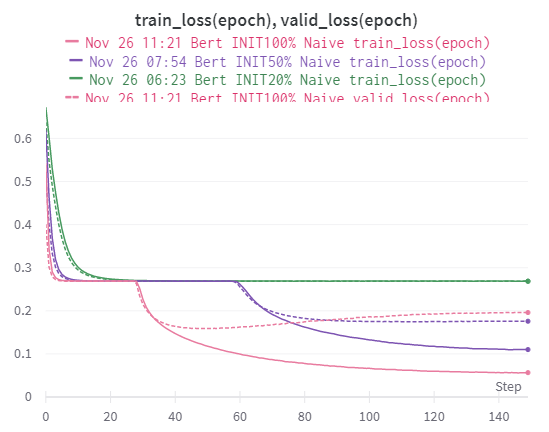 train_loss(epoch), valid_loss(epoch)
Nov 26 11:21 Bert INIT100% Naive train_loss(epoch)
Nov 26 07:54 Bert INIT50% Naive train_loss(epoch)
Nov 26 06:23 Bert INIT20% Naive train_loss(epoch)
Nov 26 11:21 Bert INIT100% Naive valid_loss(epoch)
0.6
0.5
0.4
0.3
0.2
0.1
0
Step
0 20 40 60 80 100 120 140